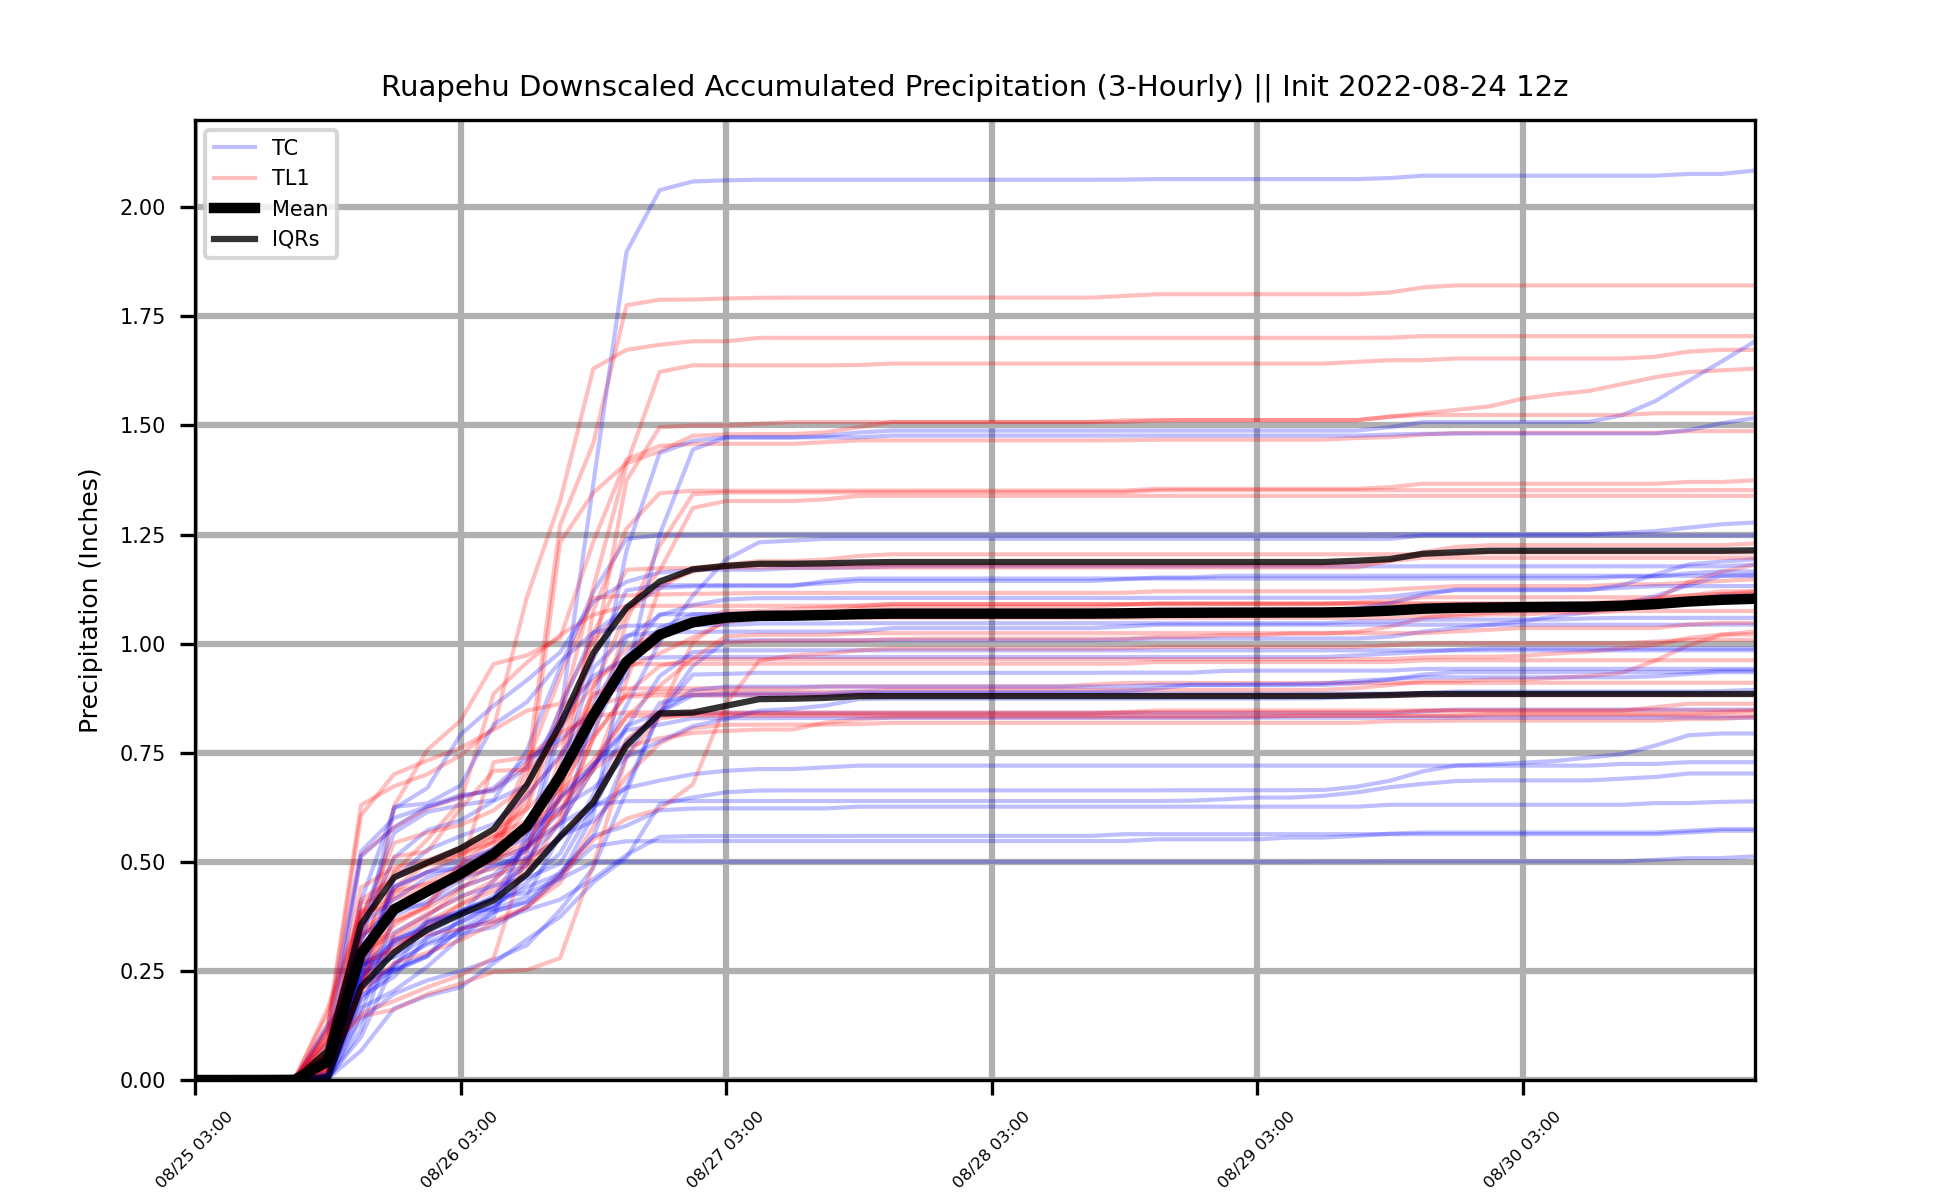 Ruapehu Downscaled Accumulated Precipitation (3-Hourly) || Init 2022-08-24 12z
TC
TL1
Mean
IQRs
Precipitation (Inches)
2.00
1.75
1.50
1.25
1.00
0.75
0.50
0.25
0.00
08/25 03:00
08/26 03:00
08/27 03:00
08/28 03:00
08/29 03:00
08/30 03:00